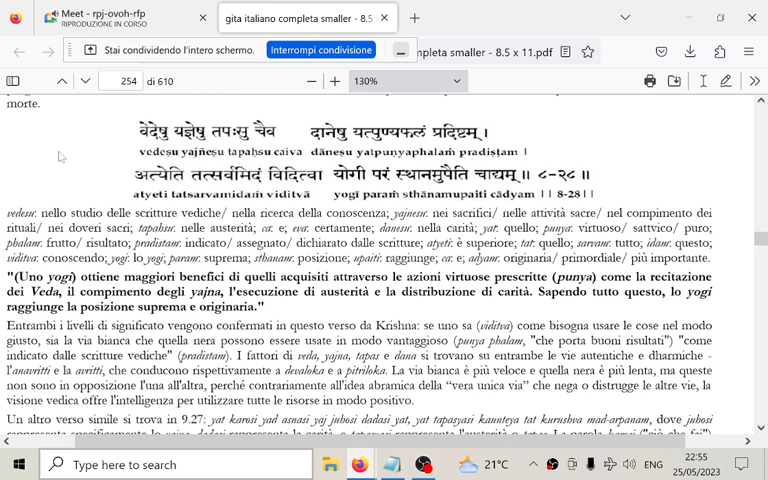 Meet - rpj-ovoh-rfp
RIPRODUZIONE IN CORSO
gita italiano completa smaller - 8.5
Stai condividendo l'intero schermo. Interrompi condivisione
mpleta smaller - 8.5 x 11.pdf
254 di 610
130%
morte.
वेदेषु यज्ञेषु तपःसु चैव दानेषु यत्पुण्यफलं प्रदिष्टम्।
vedeṣu yajñeṣu tapaḥsu caiva dāneṣu yatpuṇyaphalaṁ pradiṣṭam |
अत्येति तत्सर्वमिदं विदित्वा योगी परं स्थानमुपैति चाद्यम्॥ ८-२८॥
atyeti tatsarvamidaṁ viditvā yogī paraṁ sthānamupaiti cādyam || 8-28||
vedesu: nello studio delle scritture vediche/ nella ricerca della conoscenza; yajnesu: nei sacrifici/ nelle attività sacre/ nel compimento dei
rituali/ nei doveri sacri; tapahsu: nelle austerità; ca: e; eva: certamente; danesu: nella carità; yat: quello; punya: virtuoso/ sattvico/ puro;
phalam: frutto/ risultato; pradistam: indicato/ assegnato/ dichiarato dalle scritture; atyeti: è superiore; tat: quello; sarvam: tutto; idam: questo;
viditva: conoscendo; yogi: lo yogi; param: suprema; sthanam: posizione; upaiti: raggiunge; ca: e; adyam: originaria/ primordiale/ più importante.
"(Uno yogi) ottiene maggiori benefici di quelli acquisiti attraverso le azioni virtuose prescritte (punya) come la recitazione
dei Veda, il compimento degli yajna, l'esecuzione di austerità e la distribuzione di carità. Sapendo tutto questo, lo yogi
raggiunge la posizione suprema e originaria."
Entrambi i livelli di significato vengono confermati in questo verso da Krishna: se uno sa (viditva) come bisogna usare le cose nel modo
giusto, sia la via bianca che quella nera possono essere usate in modo vantaggioso (punya phalam, "che porta buoni risultati") "come
indicato dalle scritture vediche" (pradistam). I fattori di veda, yajna, tapas e dana si trovano su entrambe le vie autentiche e dharmiche -
l'anavritti e la avritti, che conducono rispettivamente a devaloka e a pitriloka. La via bianca è più veloce e quella nera è più lenta, ma queste
non sono in opposizione l'una all'altra, perché contrariamente all'idea abramica della "vera unica via" che nega o distrugge le altre vie, la
visione vedica offre l'intelligenza per utilizzare tutte le risorse in modo positivo.
Un altro verso simile si trova in 9.27: yat karosi yad asnasi yaj juhosi dadasi yat, yat tapasyasi kaunteya tat kurushva mad-arpanam, dove juhosi
Type here to search
21°C
ENG
22:55
25/05/2023